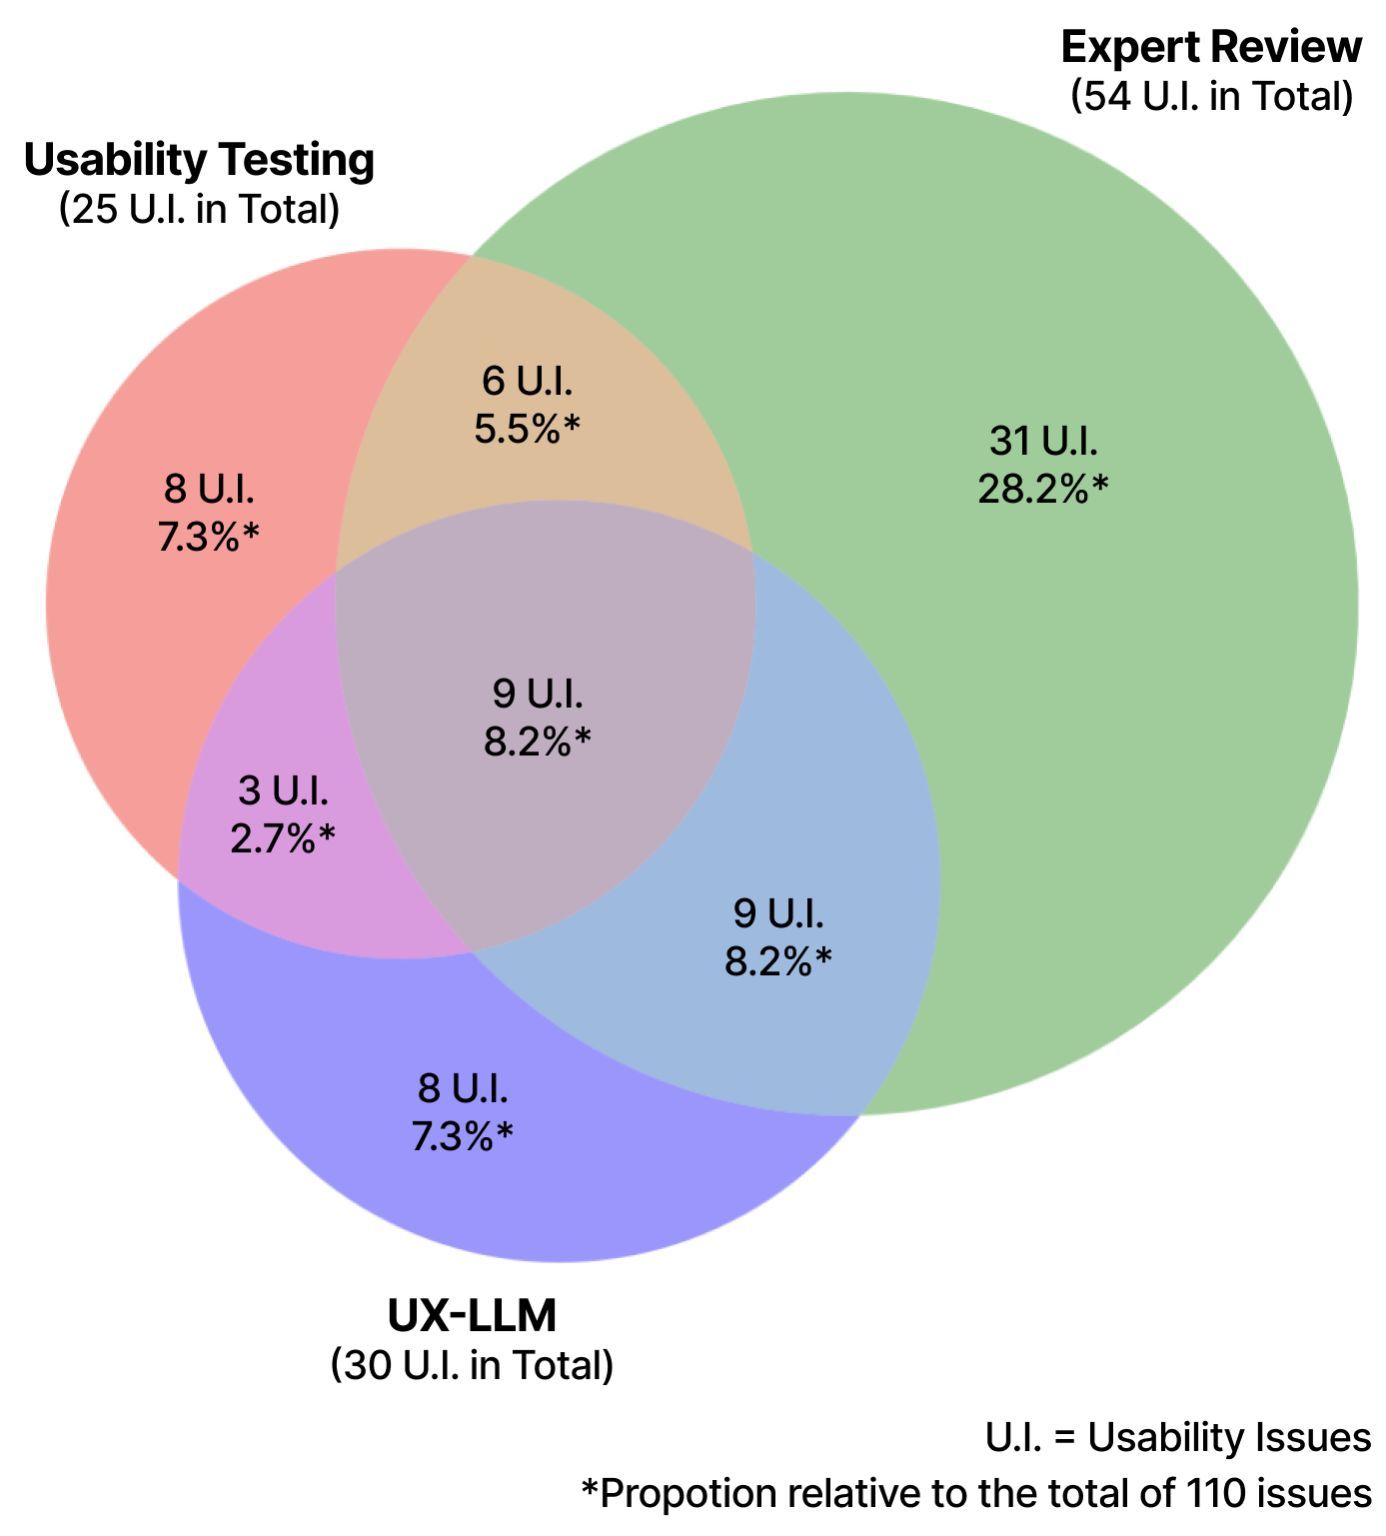 Expert Review
(54 U.I. in Total)
Usability Testing
(25 U.I. in Total)
6 U.I.
5.5%*
31 U.I.
28.2%*
8 U.I.
7.3%*
9 U.I.
8.2%*
3 U.I.
2.7%*
9 U.I.
8.2%*
8 U.I.
7.3%*
UX-LLM
(30 U.I. in Total)
U.I. = Usability Issues
*Propotion relative to the total of 110 issues